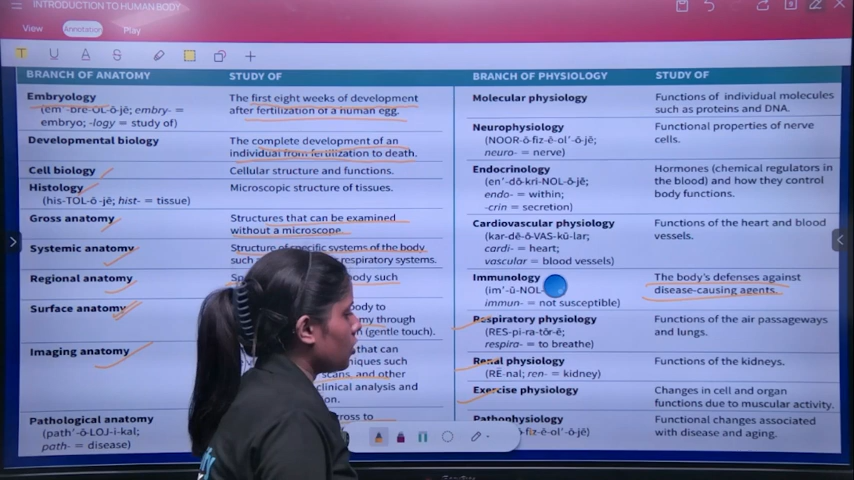 INTRODUCTION TO HUMAN BODY
View Annotation Play
BRANCH OF ANATOMY STUDY OF
Embryology
(em′-brē-OL-ō-jē; embry- =
embryo; -logy = study of)
The first eight weeks of development
after fertilization of a human egg.
Developmental biology
The complete development of an
individual from fertilization to death.
Cell biology
Cellular structure and functions.
Histology
(his-TOL-ō-jē; hist- = tissue)
Microscopic structure of tissues.
Gross anatomy
Structures that can be examined
without a microscope.
Systemic anatomy
Structure of specific systems of the body
such as respiratory systems.
Regional anatomy
body such
Surface anatomy
body to
through
(gentle touch).
Imaging anatomy
that can
such
scans, and other
clinical analysis and
Pathological anatomy
(path′-ō-LOJ-i-kal;
path- = disease)
gross to
BRANCH OF PHYSIOLOGY STUDY OF
Molecular physiology
Functions of individual molecules
such as proteins and DNA.
Neurophysiology
(NOOR-ō-fiz-ē-ol′-ō-jē;
neuro- = nerve)
Functional properties of nerve
cells.
Endocrinology
(en′-dō-kri-NOL-ō-jē;
endo- = within;
-crin = secretion)
Hormones (chemical regulators in
the blood) and how they control
body functions.
Cardiovascular physiology
(kar-dē-ō-VAS-kū-lar;
cardi- = heart;
vascular = blood vessels)
Functions of the heart and blood
vessels.
Immunology
(im′-ū-NOL-
immun- = not susceptible)
The body's defenses against
disease-causing agents.
Respiratory physiology
(RES-pi-ra-tōr-ē;
respira- = to breathe)
Functions of the air passageways
and lungs.
Renal physiology
(RĒ-nal; ren- = kidney)
Functions of the kidneys.
Exercise physiology
Changes in cell and organ
functions due to muscular activity.
Pathophysiology
fiz-ē-ol′-ō-jē)
Functional changes associated
with disease and aging.